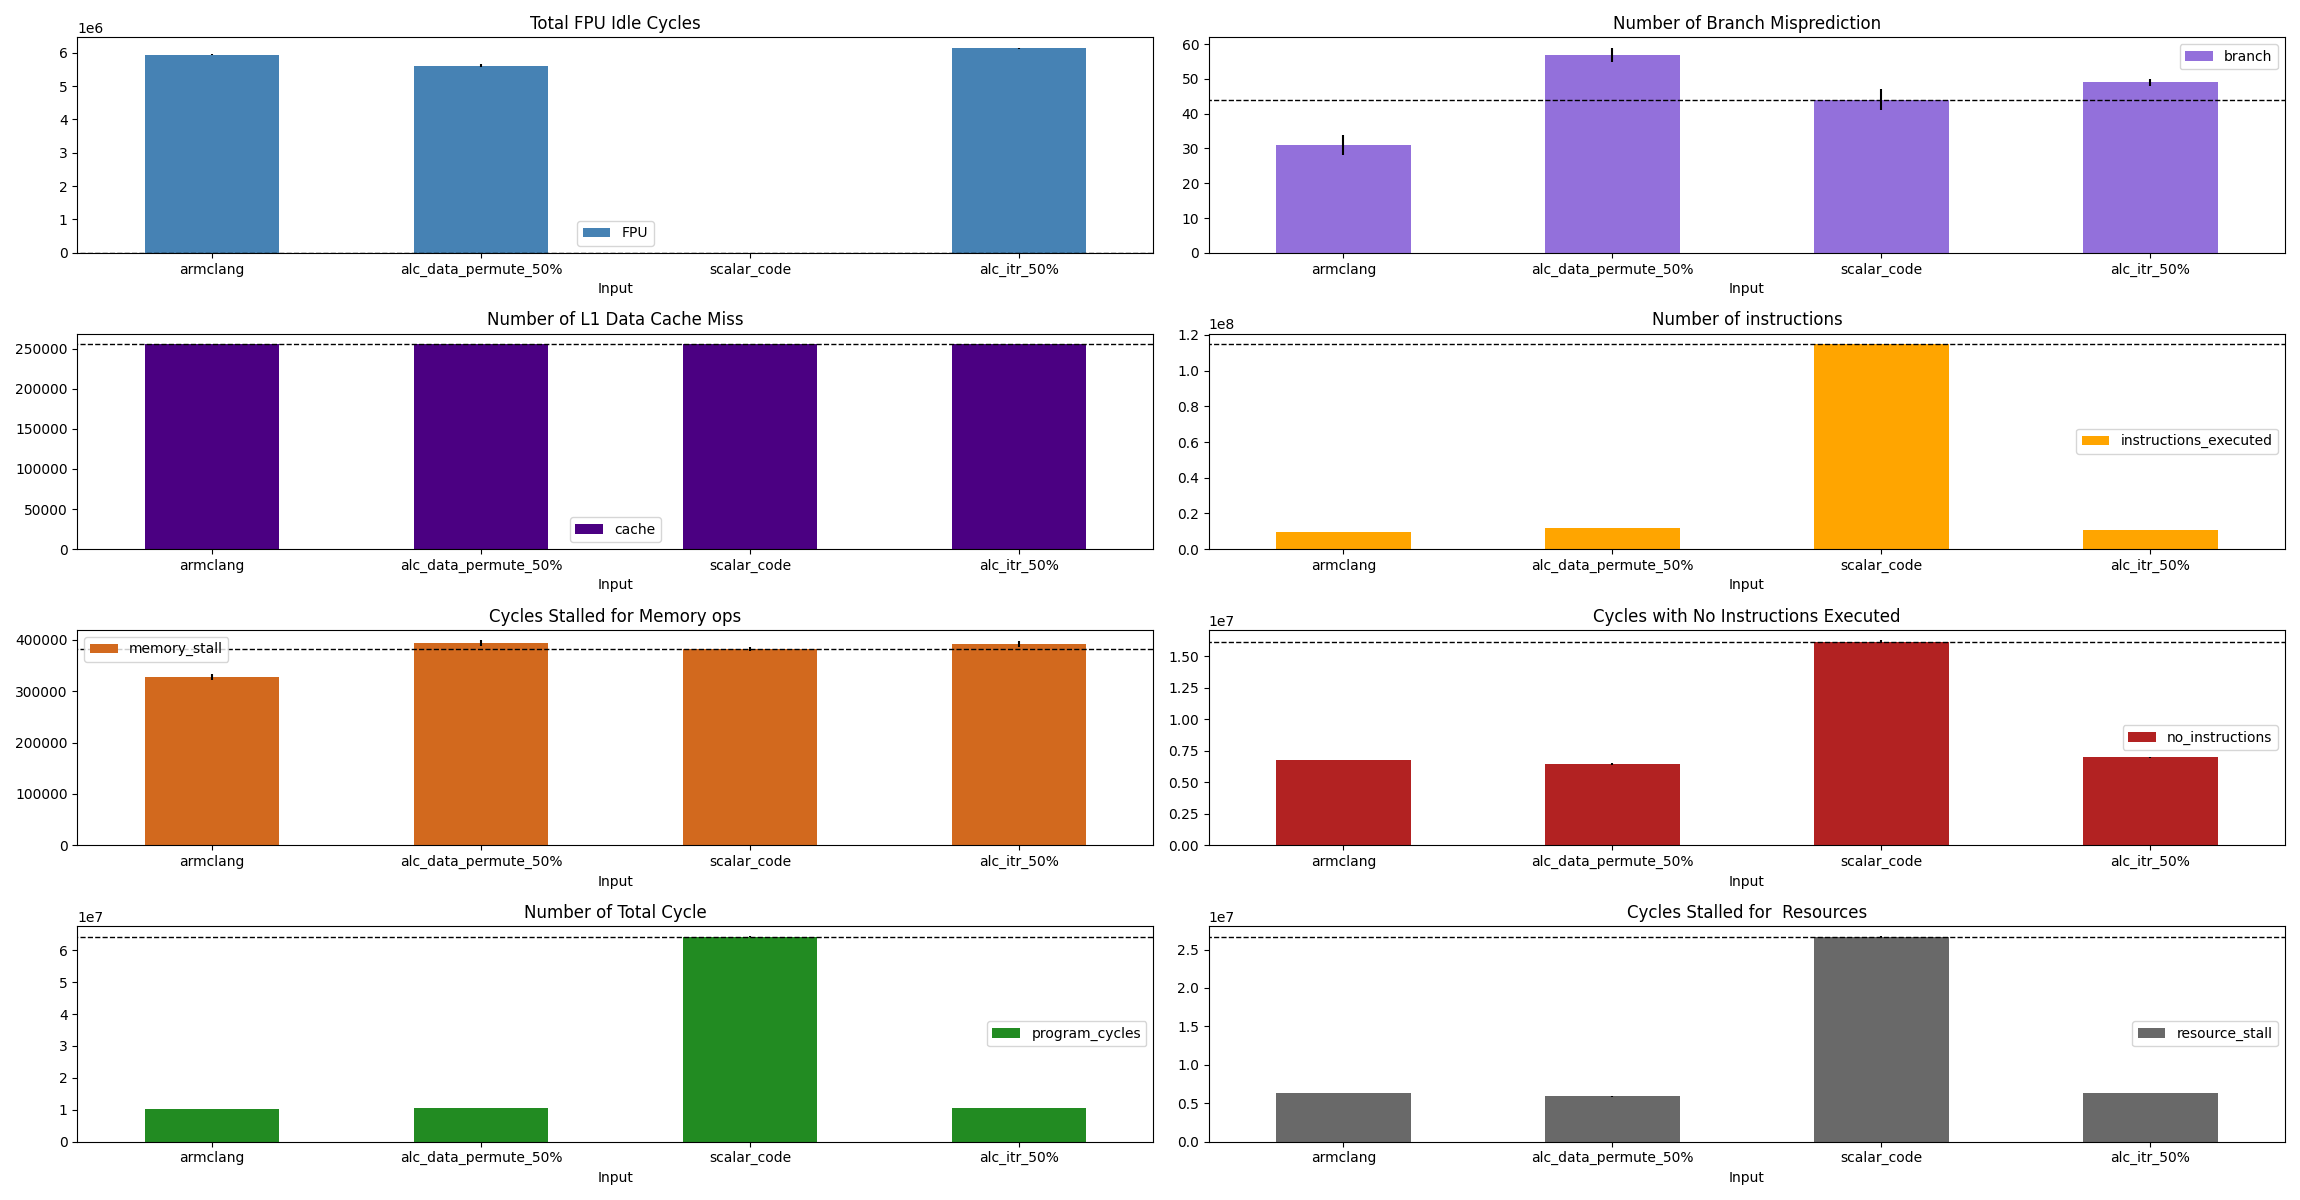 Total FPU Idle Cycles
1e6
6
5
4
3
2
1
0
FPU
armclang
alc_data_permute_50%
scalar_code
alc_itr_50%
Input
Number of Branch Misprediction
60
50
40
30
20
10
0
branch
armclang
alc_data_permute_50%
scalar_code
alc_itr_50%
Input
Number of L1 Data Cache Miss
250000
200000
150000
100000
50000
0
cache
armclang
alc_data_permute_50%
scalar_code
alc_itr_50%
Input
Number of instructions
1e8
1.2
1.0
0.8
0.6
0.4
0.2
0.0
instructions_executed
armclang
alc_data_permute_50%
scalar_code
alc_itr_50%
Input
Cycles Stalled for Memory ops
400000
300000
200000
100000
0
memory_stall
armclang
alc_data_permute_50%
scalar_code
alc_itr_50%
Input
Cycles with No Instructions Executed
1e7
1.50
1.25
1.00
0.75
0.50
0.25
0.00
no_instructions
armclang
alc_data_permute_50%
scalar_code
alc_itr_50%
Input
Number of Total Cycle
1e7
6
5
4
3
2
1
0
program_cycles
armclang
alc_data_permute_50%
scalar_code
alc_itr_50%
Input
Cycles Stalled for  Resources
1e7
2.5
2.0
1.5
1.0
0.5
0.0
resource_stall
armclang
alc_data_permute_50%
scalar_code
alc_itr_50%
Input